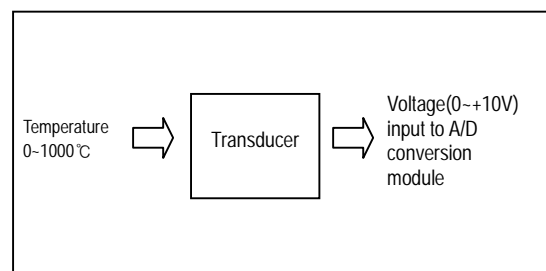 Temperature
0~1000℃
Transducer
Voltage(0~+10V)
input to A/D
conversion
module